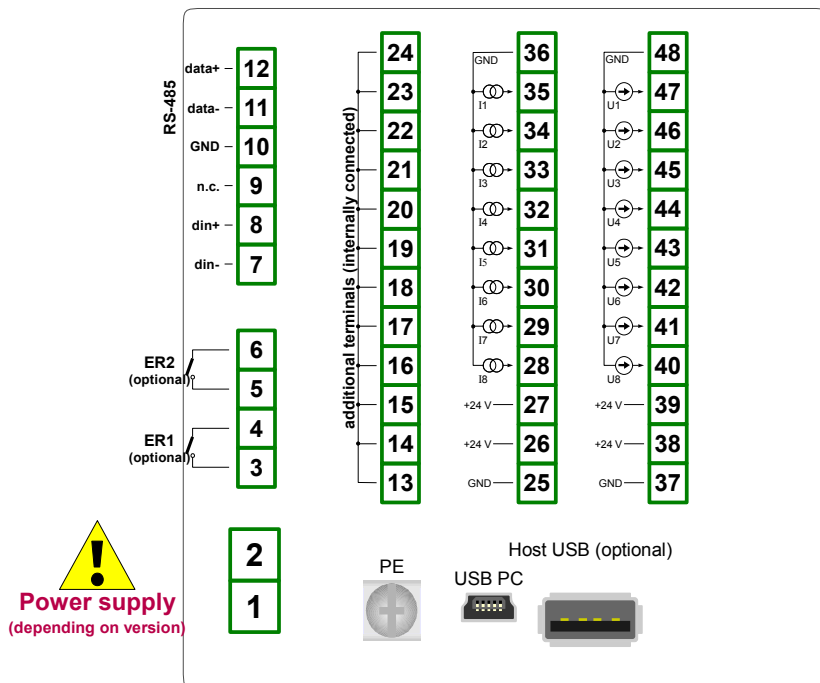 RS-485
data+
12
data-
11
GND
10
n.c.
9
din+
8
din-
7
ER2
(optional)
6
5
ER1
(optional)
4
3
2
1
Power supply
(depending on version)
additional terminals (internally connected)
24
23
22
21
20
19
18
17
16
15
14
13
GND
36
I1
35
I2
34
I3
33
I4
32
I5
31
I6
30
I7
29
I8
28
+24 V
27
+24 V
26
GND
25
GND
48
U1
47
U2
46
U3
45
U4
44
U5
43
U6
42
U7
41
U8
40
+24 V
39
+24 V
38
GND
37
PE
USB PC
Host USB (optional)